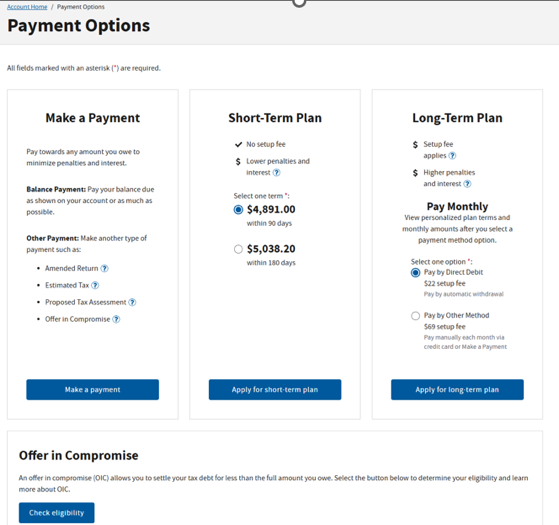 Account Home / Payment Options
Payment Options
All fields marked with an asterisk (*) are required.
Make a Payment
Pay towards any amount you owe to
minimize penalties and interest.
Balance Payment: Pay your balance due
as shown on your account or as much as
possible.
Other Payment: Make another type of
payment such as:
• Amended Return ?
• Estimated Tax ?
• Proposed Tax Assessment ?
• Offer in Compromise ?
Make a payment
Short-Term Plan
No setup fee
$ Lower penalties and
interest ?
Select one term *:
$4,891.00
within 90 days
$5,038.20
within 180 days
Apply for short-term plan
Long-Term Plan
$ Setup fee
applies ?
$ Higher penalties
and interest ?
Pay Monthly
View personalized plan terms and
monthly amounts after you select a
payment method option.
Select one option *:
Pay by Direct Debit
$22 setup fee
Pay by automatic withdrawal
Pay by Other Method
$69 setup fee
Pay manually each month via
credit card or Make a Payment
Apply for long-term plan
Offer in Compromise
An offer in compromise (OIC) allows you to settle your tax debt for less than the full amount you owe. Select the button below to determine your eligibility and learn
more about OIC.
Check eligibility